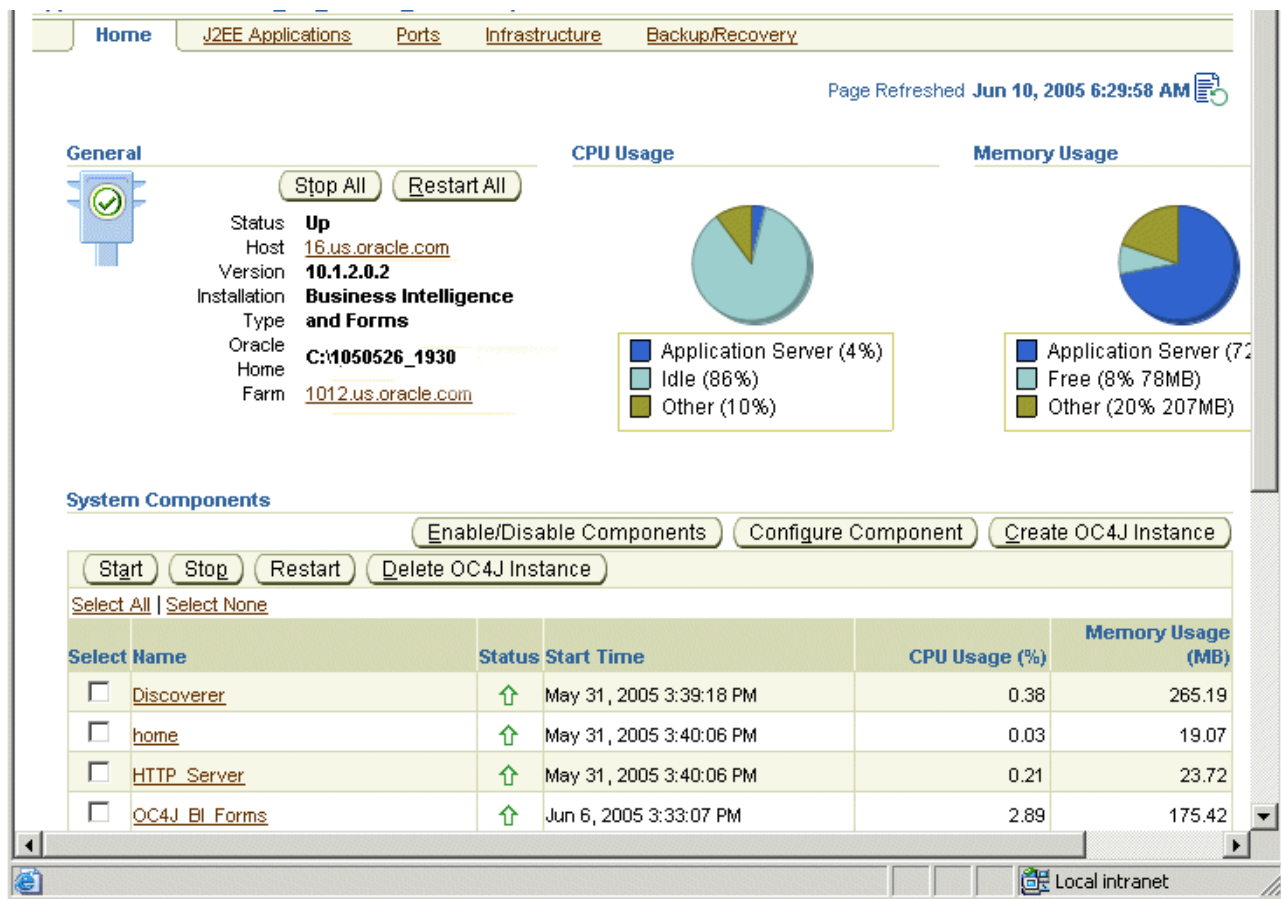 Home J2EE Applications Ports Infrastructure Backup/Recovery
Page Refreshed Jun 10, 2005 6:29:58 AM
General
Stop All Restart All
Status Up
Host 16.us.oracle.com
Version 10.1.2.0.2
Installation Business Intelligence
Type and Forms
Oracle
Home C:\1050526_1930
Farm 1012.us.oracle.com
CPU Usage
Application Server (4%)
Idle (86%)
Other (10%)
Memory Usage
Application Server (72
Free (8% 78MB)
Other (20% 207MB)
System Components
Enable/Disable Components Configure Component Create OC4J Instance
Start Stop Restart Delete OC4J Instance
Select All | Select None
Select Name Status Start Time CPU Usage (%) Memory Usage (MB)
Discoverer May 31, 2005 3:39:18 PM 0.38 265.19
home May 31, 2005 3:40:06 PM 0.03 19.07
HTTP_Server May 31, 2005 3:40:06 PM 0.21 23.72
OC4J_BI_Forms Jun 6, 2005 3:33:07 PM 2.89 175.42
Local intranet